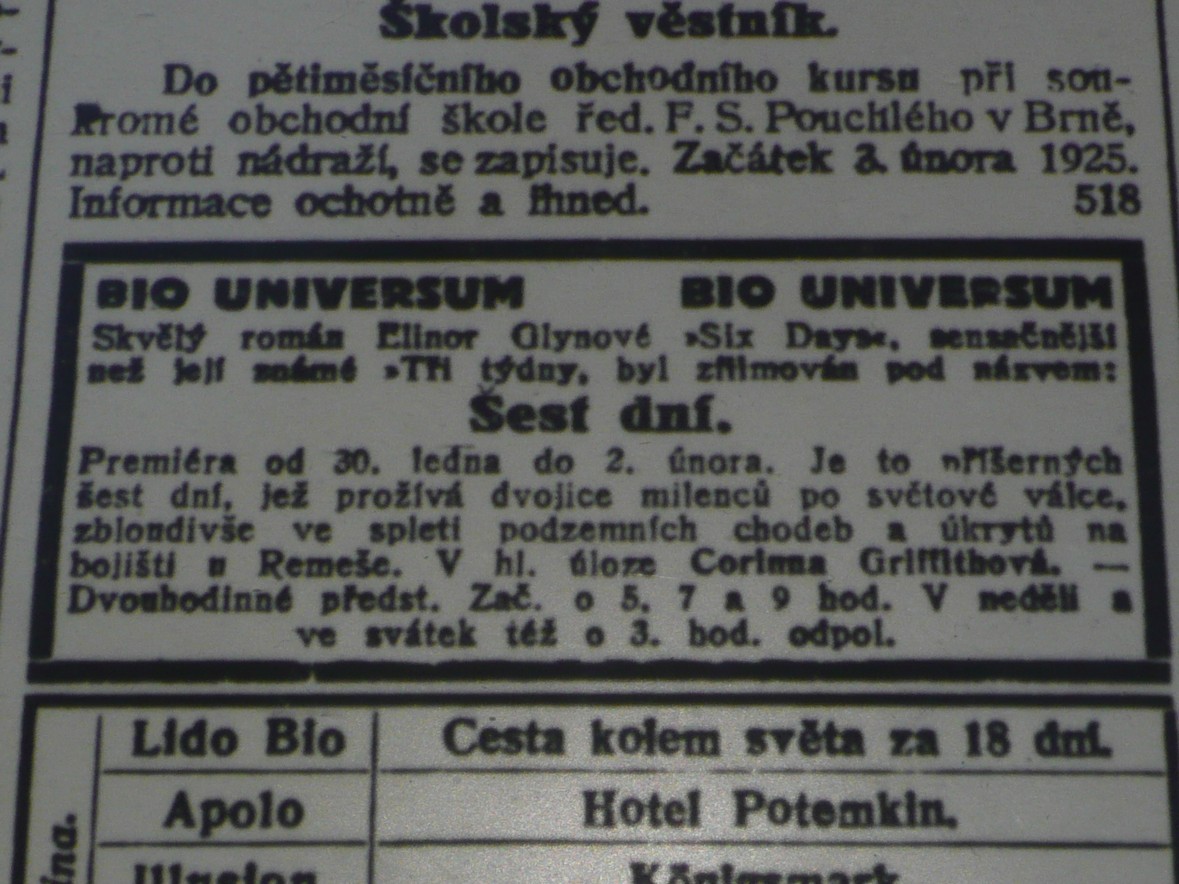 Školský věstník.
Do pětiměsíčního obchodního kursu při sou-
kromé obchodní škole řed. F. S. Pouchlého v Brně,
naproti nádraží, se zapisuje. Začátek 3. února 1925.
Informace ochotně a ihned. 518
BIO UNIVERSUM BIO UNIVERSUM
Skvělý román Elinor Glynové »Six Days«, sensačnější
než její známé »Tři týdny, byl zfilmován pod názvem:
Šest dní.
Premiéra od 30. ledna do 2. února. Je to příšerných
šest dní, jež prožívá dvojice milenců po světové válce,
zbloudivše ve spleti podzemních chodeb a úkrytů na
bojišti u Remeše. V hl. úloze Corinna Griffithová. —
Dvouhodinné předst. Zač. o 5, 7 a 9 hod. V neděli a
ve svátek též o 3. hod. odpol.
Lido Bio Cesta kolem světa za 18 dní.
Apolo Hotel Potemkin.
Illusion Königsmark